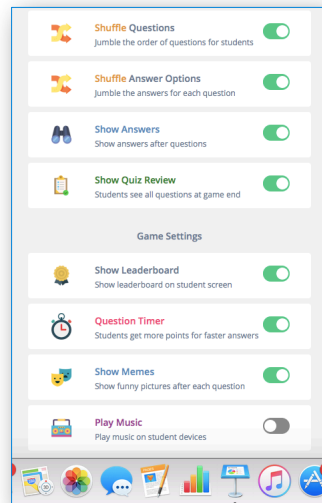 Shuffle Questions
Jumble the order of questions for students
Shuffle Answer Options
Jumble the answers for each question
Show Answers
Show answers after questions
Show Quiz Review
Students see all questions at game end
Game Settings
Show Leaderboard
Show leaderboard on student screen
Question Timer
Students get more points for faster answers
Show Memes
Show funny pictures after each question
Play Music
Play music on student devices